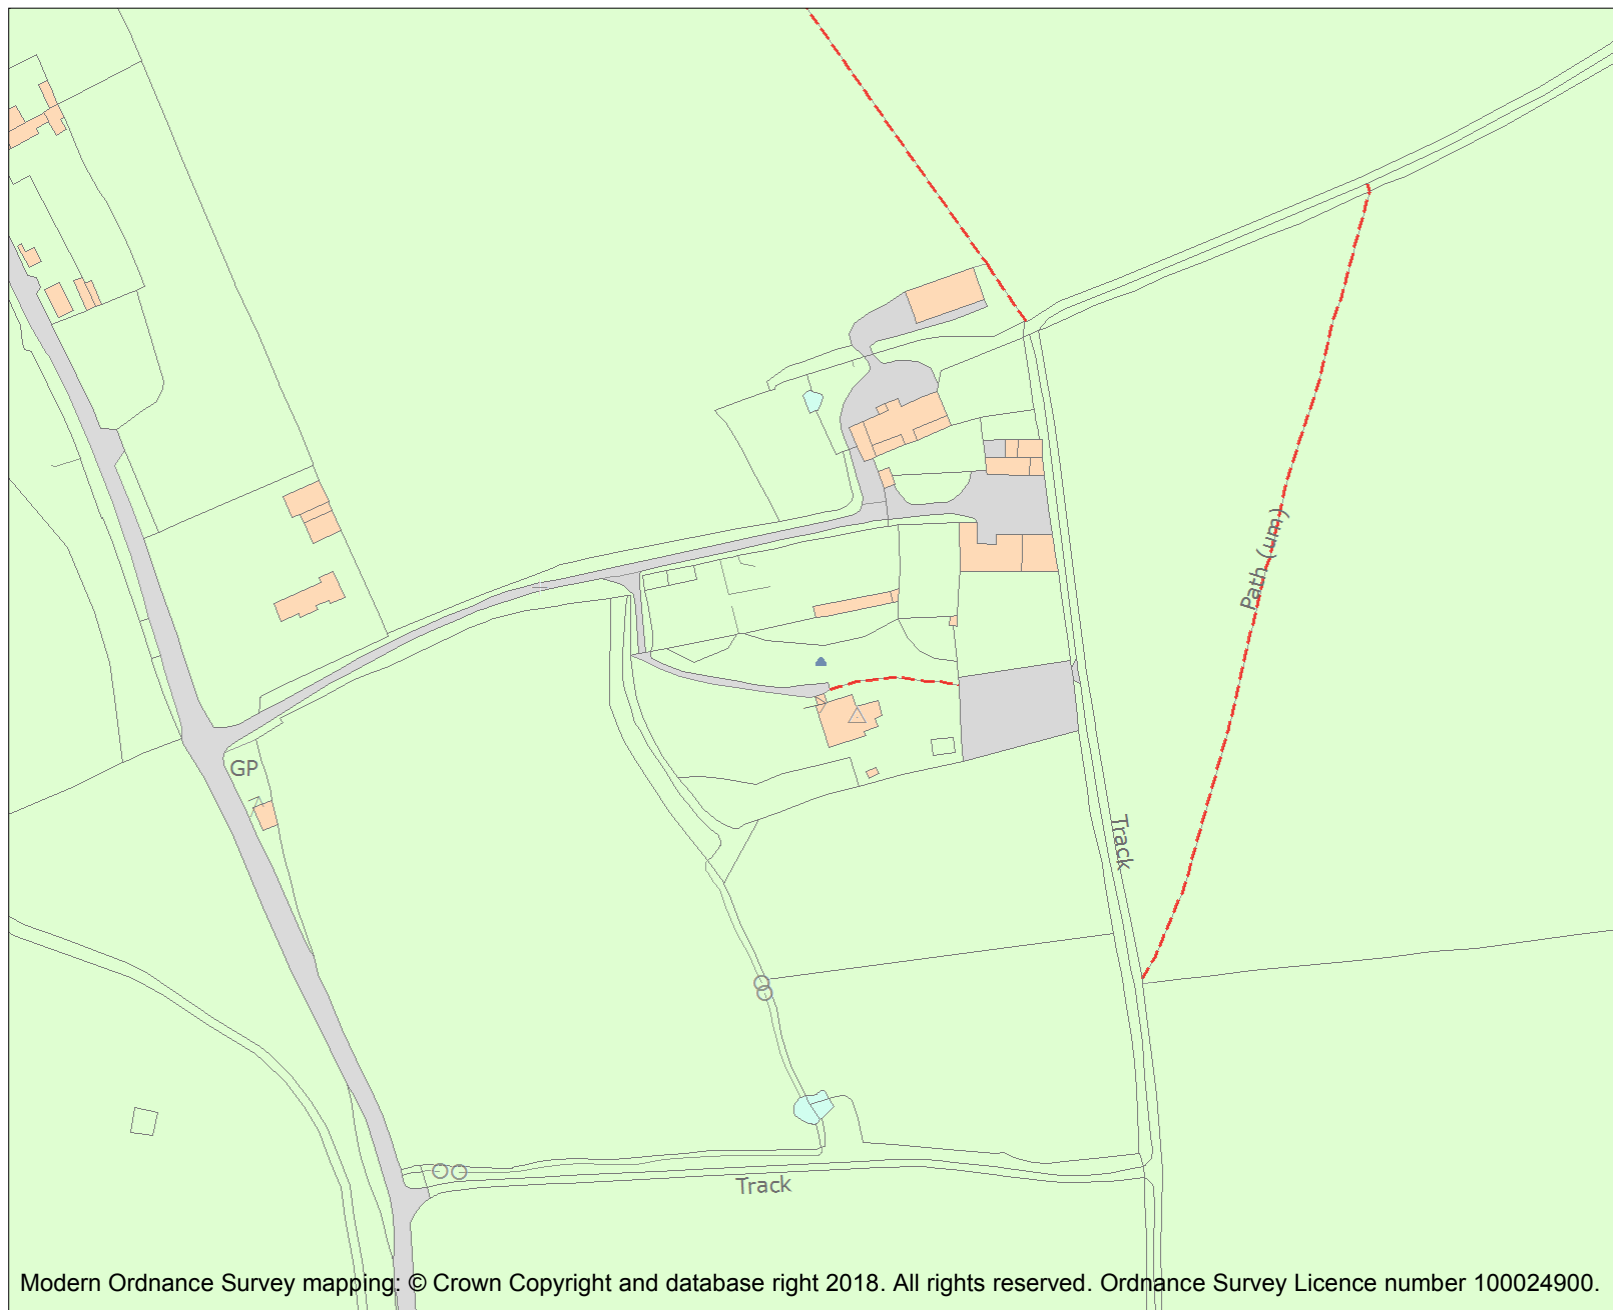 Path (um)
GP
Track
Track
Modern Ordnance Survey mapping: © Crown Copyright and database right 2018. All rights reserved. Ordnance Survey Licence number 100024900.